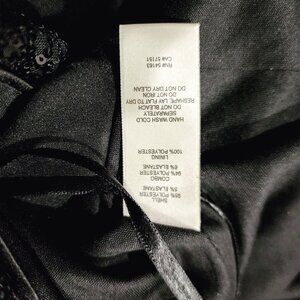 SHELL
95% POLYESTER
5% ELASTANE
COMBO
94% POLYESTER
6% ELASTANE
LINING
100% POLYESTER
HAND WASH COLD
SEPARATELY
DO NOT BLEACH
RESHAPE, LAY FLAT TO DRY
DO NOT IRON
DO NOT DRY CLEAN
RN# 54163
CA# 57151